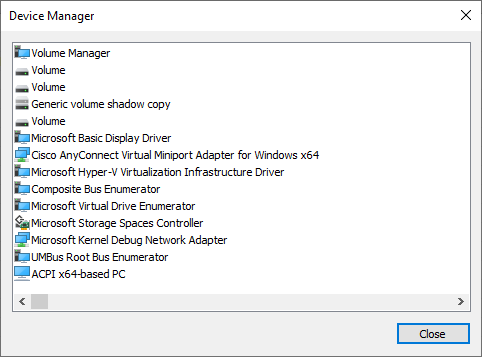 Device Manager
Volume Manager
Volume
Volume
Generic volume shadow copy
Volume
Microsoft Basic Display Driver
Cisco AnyConnect Virtual Miniport Adapter for Windows x64
Microsoft Hyper-V Virtualization Infrastructure Driver
Composite Bus Enumerator
Microsoft Virtual Drive Enumerator
Microsoft Storage Spaces Controller
Microsoft Kernel Debug Network Adapter
UMBus Root Bus Enumerator
ACPI x64-based PC
Close